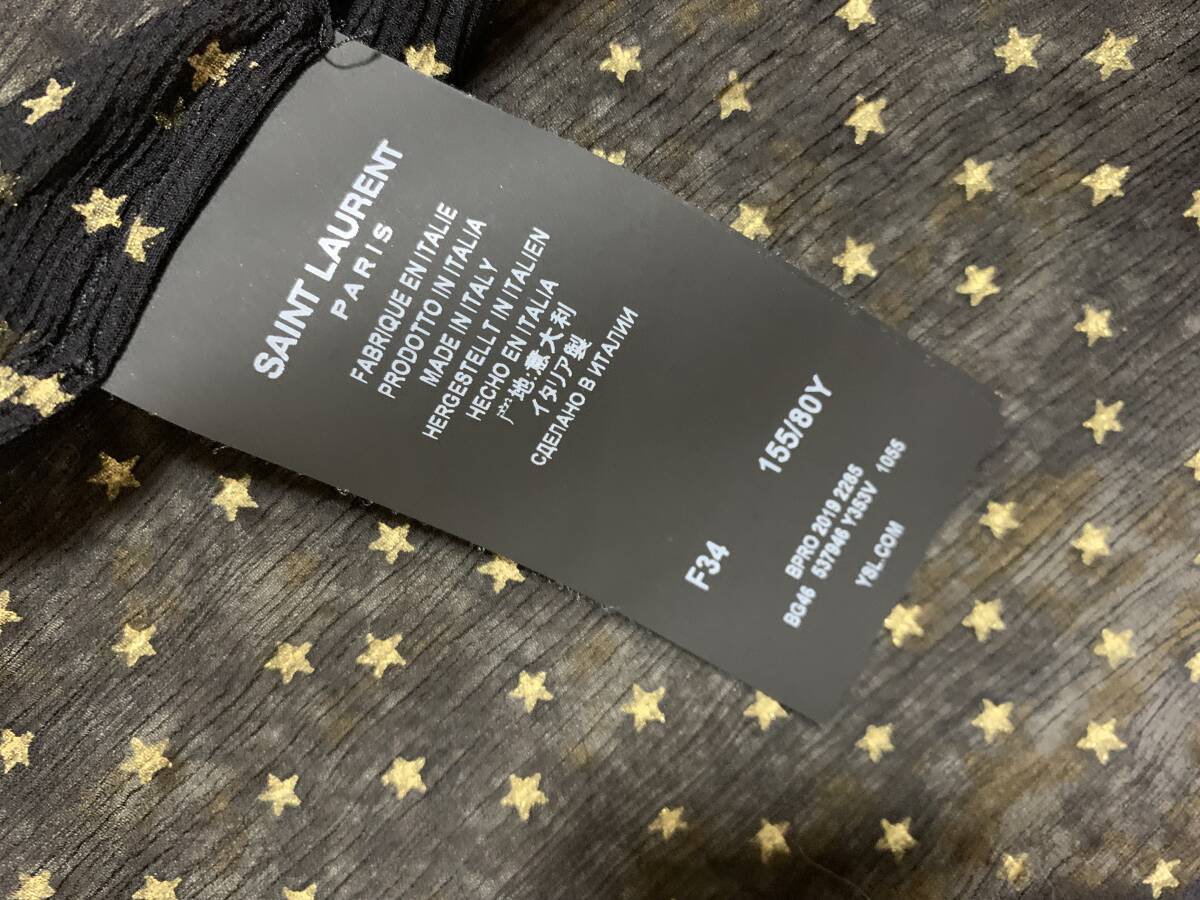 SAINT LAURENT
PARIS
FABRIQUE EN ITALIE
PRODOTTO IN ITALIA
MADE IN ITALY
HERGESTELLT IN ITALIEN
HECHO EN ITALIA
产地:意大利
イタリア製
СДЕЛАНО В ИТАЛИИ
F34
155/80Y
BPRO 2019 2285
BG46 537946 Y353V 1055
YSL.COM